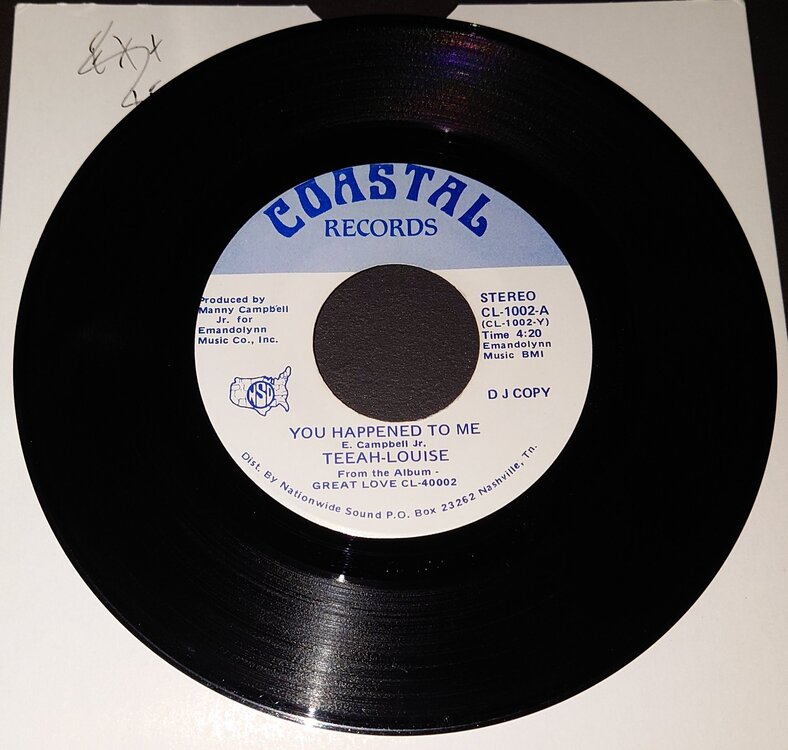 COASTAL
RECORDS
Produced by
Manny Campbell
Jr. for
Emandolynn
Music Co., Inc.
STEREO
CL-1002-A
(CL-1002-Y)
Time 4:20
Emandolynn
Music BMI
NSD
D J COPY
YOU HAPPENED TO ME
E. Campbell Jr.
TEEAH-LOUISE
From the Album -
GREAT LOVE CL-40002
Dist. By Nationwide Sound P.O. Box 23262 Nashville, Tn.